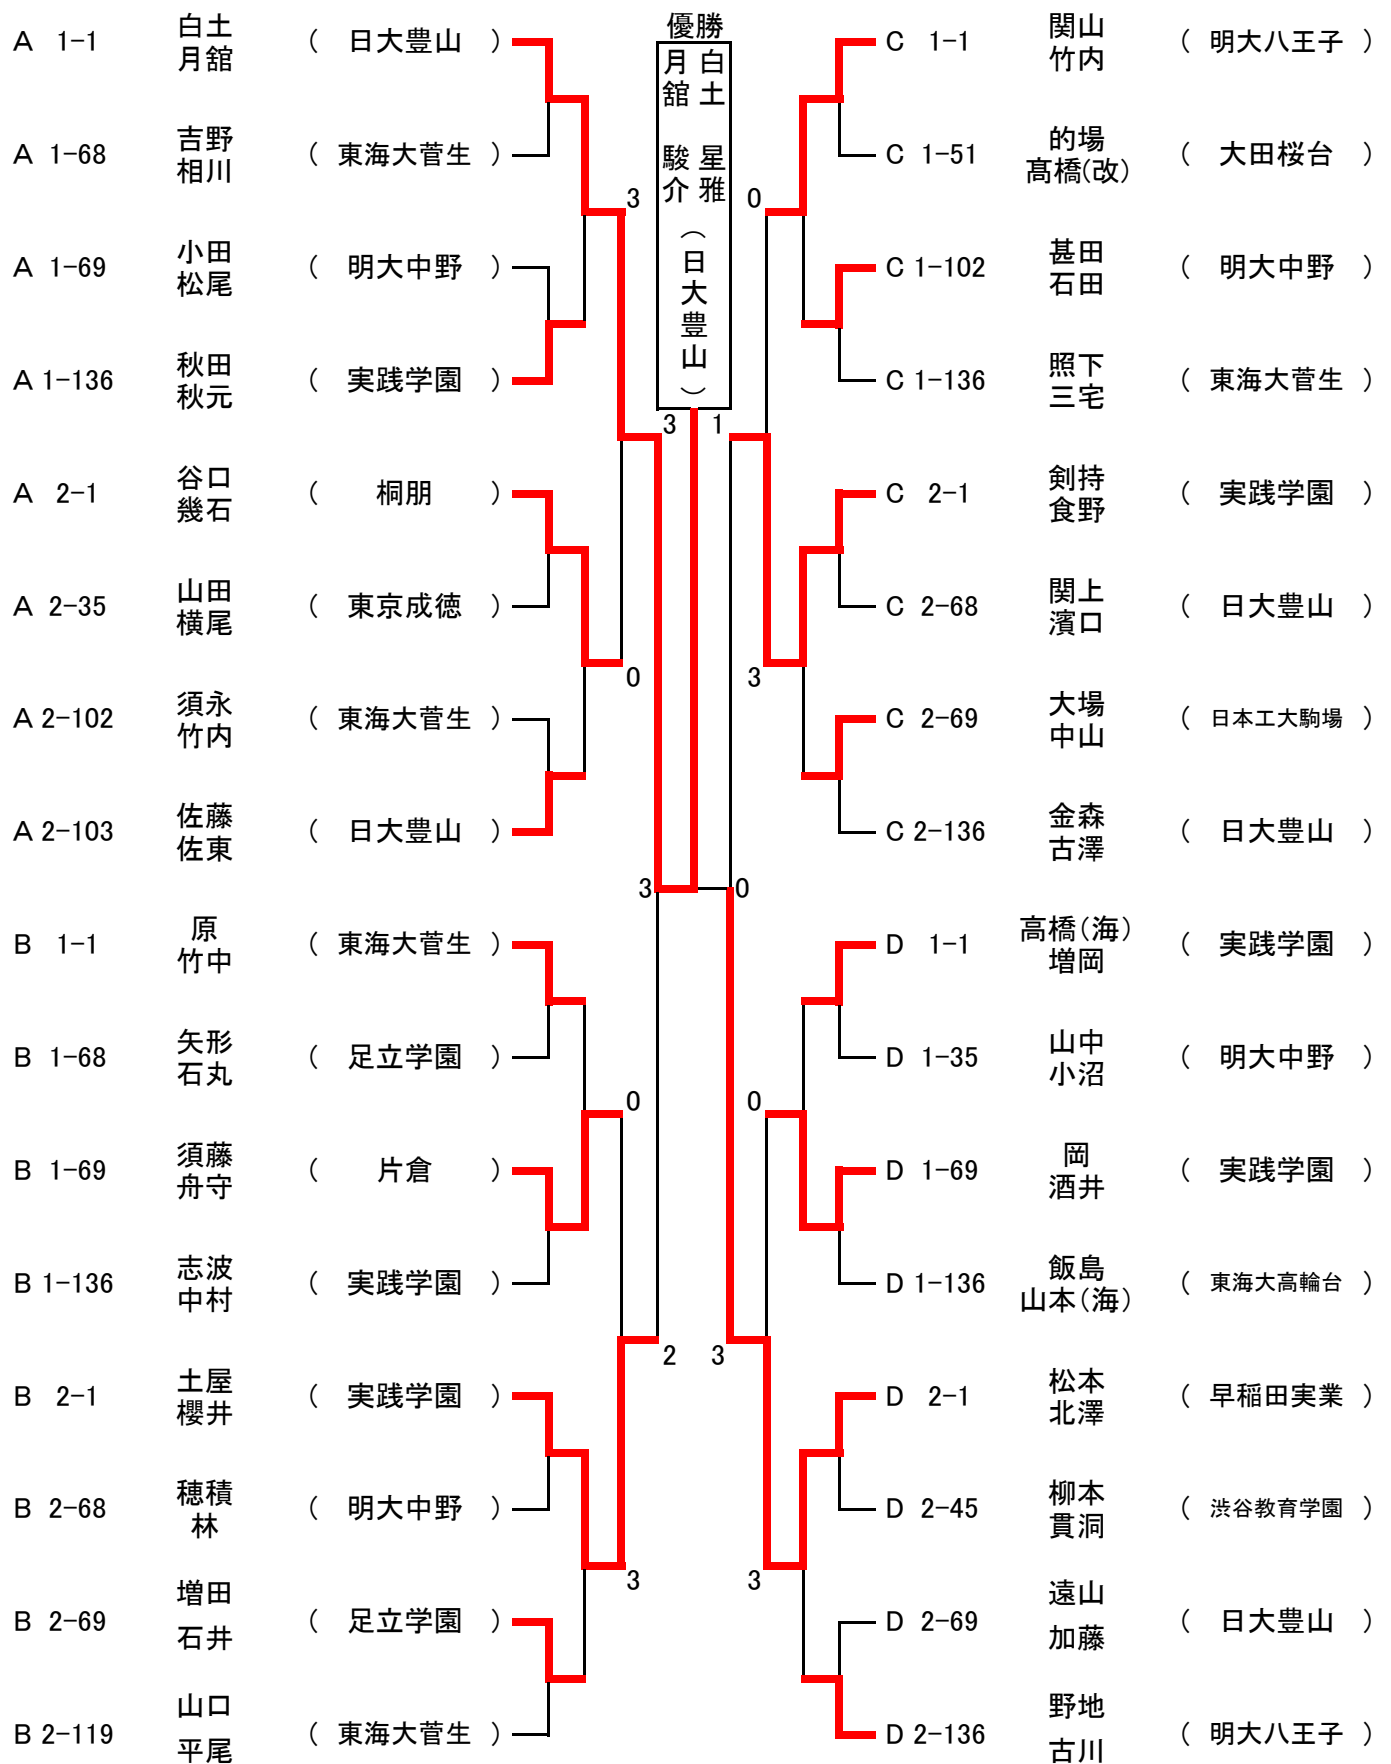 優勝
白土 星雅
月舘 駿介
(日大豊山)
A 1-1 白土 月舘 ( 日大豊山 )
A 1-68 吉野 相川 ( 東海大菅生 )
3
A 1-69 小田 松尾 ( 明大中野 )
A 1-136 秋田 秋元 ( 実践学園 )
3 1
A 2-1 谷口 幾石 ( 桐朋 )
A 2-35 山田 横尾 ( 東京成徳 )
0
A 2-102 須永 竹内 ( 東海大菅生 )
A 2-103 佐藤 佐東 ( 日大豊山 )
3 0
B 1-1 原 竹中 ( 東海大菅生 )
B 1-68 矢形 石丸 ( 足立学園 )
0
B 1-69 須藤 舟守 ( 片倉 )
B 1-136 志波 中村 ( 実践学園 )
2 3
B 2-1 土屋 櫻井 ( 実践学園 )
B 2-68 穂積 林 ( 明大中野 )
3
B 2-69 増田 石井 ( 足立学園 )
B 2-119 山口 平尾 ( 東海大菅生 )
C 1-1 関山 竹内 ( 明大八王子 )
C 1-51 的場 髙橋(改) ( 大田桜台 )
0
C 1-102 甚田 石田 ( 明大中野 )
C 1-136 照下 三宅 ( 東海大菅生 )
C 2-1 剣持 食野 ( 実践学園 )
C 2-68 関上 濱口 ( 日大豊山 )
3
C 2-69 大場 中山 ( 日本工大駒場 )
C 2-136 金森 古澤 ( 日大豊山 )
D 1-1 高橋(海) 増岡 ( 実践学園 )
D 1-35 山中 小沼 ( 明大中野 )
0
D 1-69 岡 酒井 ( 実践学園 )
D 1-136 飯島 山本(海) ( 東海大高輪台 )
D 2-1 松本 北澤 ( 早稲田実業 )
D 2-45 柳本 貫洞 ( 渋谷教育学園 )
3
D 2-69 遠山 加藤 ( 日大豊山 )
D 2-136 野地 古川 ( 明大八王子 )